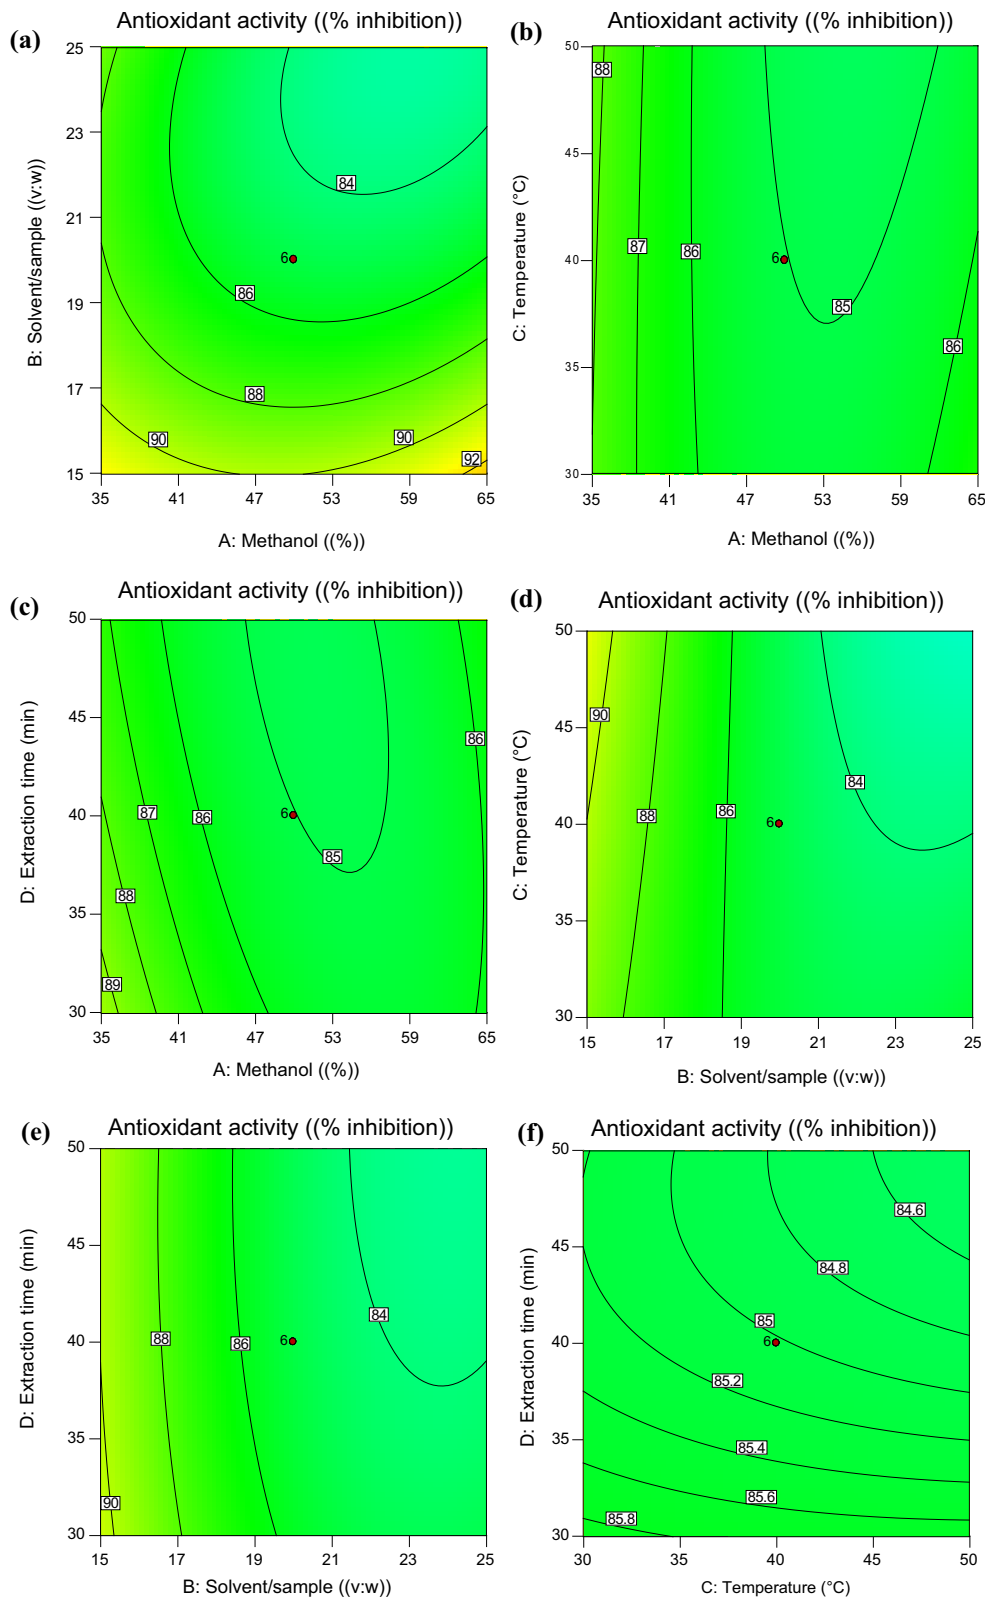 (a)
Antioxidant activity ((% inhibition))
B: Solvent/sample ((v:w))
25
23
21
19
17
15
84
6
86
88
90
90
92
35 41 47 53 59 65
A: Methanol ((%))
(b)
Antioxidant activity ((% inhibition))
C: Temperature (°C)
50
45
40
35
30
88
87
86
6
85
86
35 41 47 53 59 65
A: Methanol ((%))
(c)
Antioxidant activity ((% inhibition))
D: Extraction time (min)
50
45
40
35
30
86
87
86
6
85
88
89
35 41 47 53 59 65
A: Methanol ((%))
(d)
Antioxidant activity ((% inhibition))
C: Temperature (°C)
50
45
40
35
30
90
84
88
86
6
15 17 19 21 23 25
B: Solvent/sample ((v:w))
(e)
Antioxidant activity ((% inhibition))
D: Extraction time (min)
50
45
40
35
30
84
88
86
6
90
15 17 19 21 23 25
B: Solvent/sample ((v:w))
(f)
Antioxidant activity ((% inhibition))
D: Extraction time (min)
50
45
40
35
30
84.6
84.8
85
6
85.2
85.4
85.6
85.8
30 35 40 45 50
C: Temperature (°C)